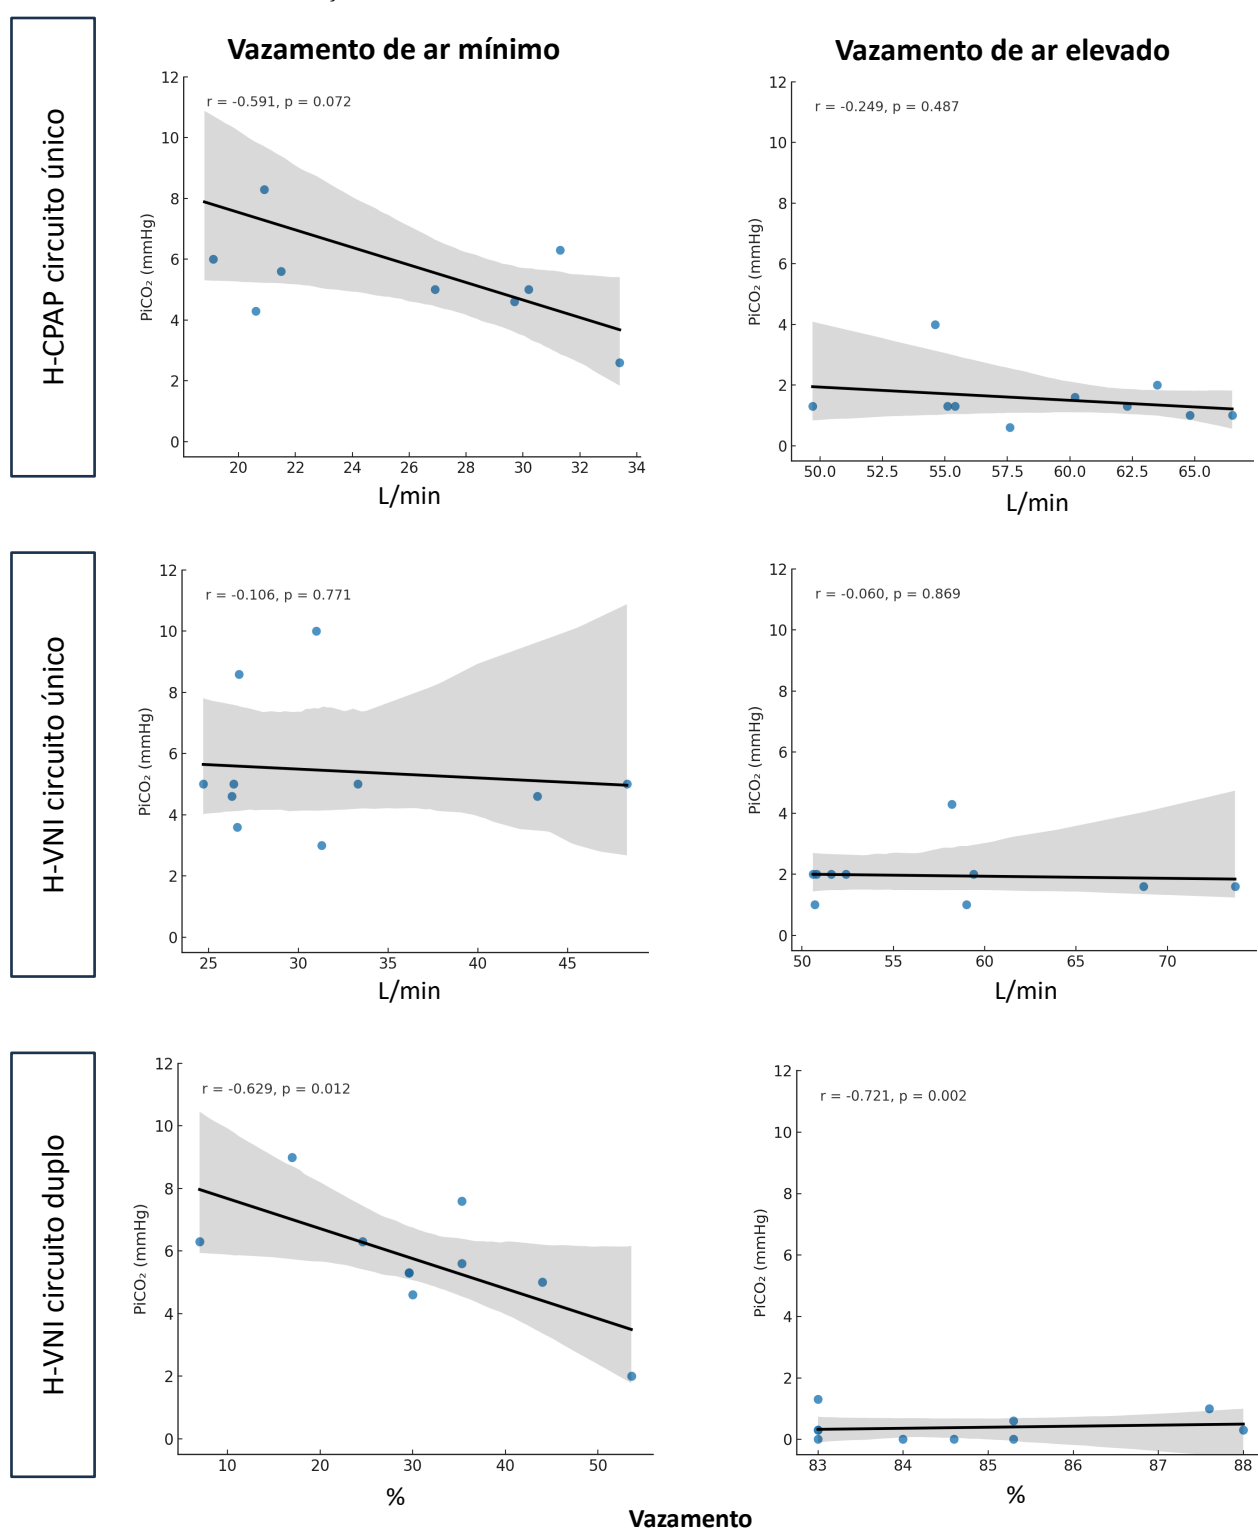 H-CPAP circuito único
Vazamento de ar mínimo
r = -0.591, p = 0.072
PiCO₂ (mmHg)
12
10
8
6
4
2
0
20 22 24 26 28 30 32 34
L/min
Vazamento de ar elevado
r = -0.249, p = 0.487
PiCO₂ (mmHg)
12
10
8
6
4
2
0
50.0 52.5 55.0 57.5 60.0 62.5 65.0
L/min
H-VNI circuito único
r = -0.106, p = 0.771
PiCO₂ (mmHg)
12
10
8
6
4
2
0
25 30 35 40 45
L/min
r = -0.060, p = 0.869
PiCO₂ (mmHg)
12
10
8
6
4
2
0
50 55 60 65 70
L/min
H-VNI circuito duplo
r = -0.629, p = 0.012
PiCO₂ (mmHg)
12
10
8
6
4
2
0
10 20 30 40 50
%
r = -0.721, p = 0.002
PiCO₂ (mmHg)
12
10
8
6
4
2
0
83 84 85 86 87 88
%
Vazamento